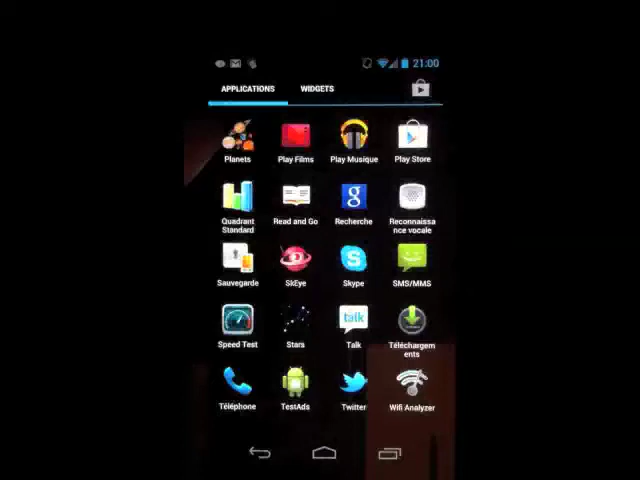 21:00
APPLICATIONS WIDGETS
Planets Play Films Play Musique Play Store
Quadrant Standard Read and Go g Recherche Reconnaissa nce vocale
Sauvegarde SkEye S Skype SMS/MMS
Speed Test Stars talk Talk Téléchargem ents
Téléphone TestAds Twitter Wifi Analyzer